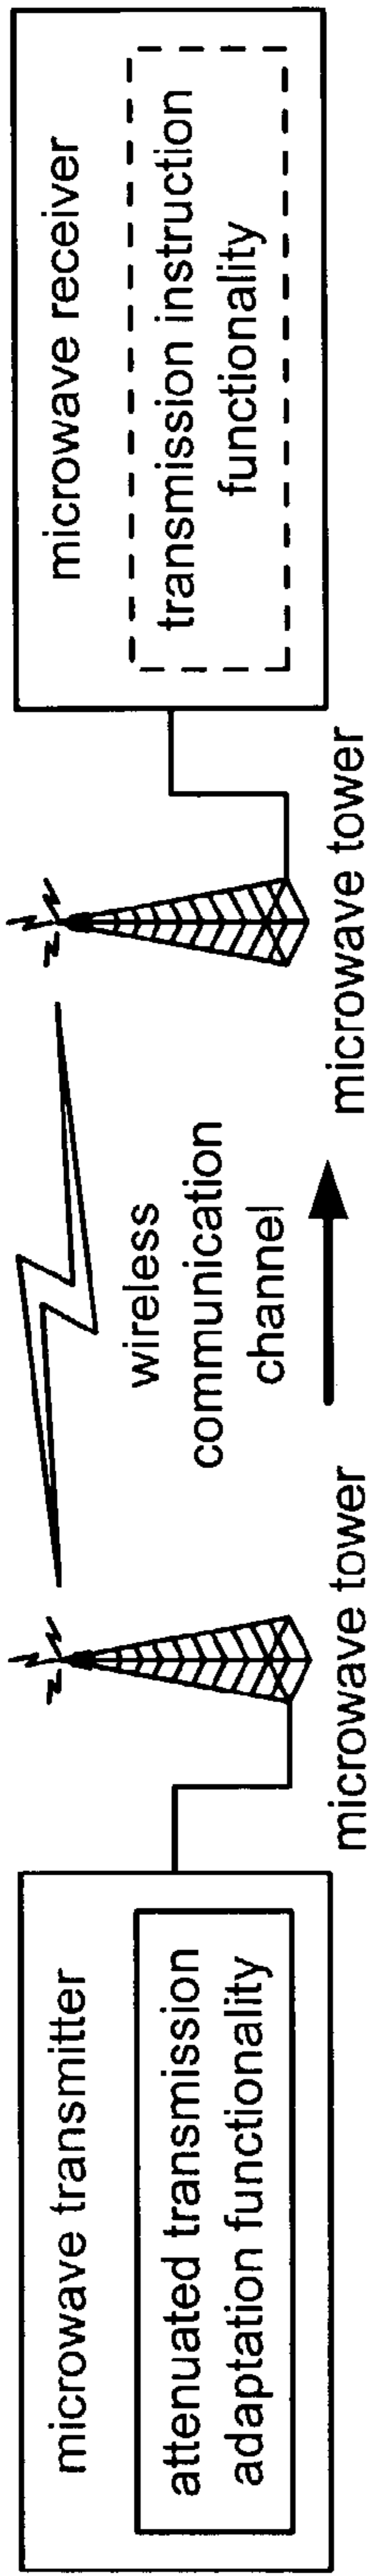 microwave transmitter
attenuated transmission
adaptation functionality
microwave tower
wireless
communication
channel
microwave tower
microwave receiver
transmission instruction
functionality